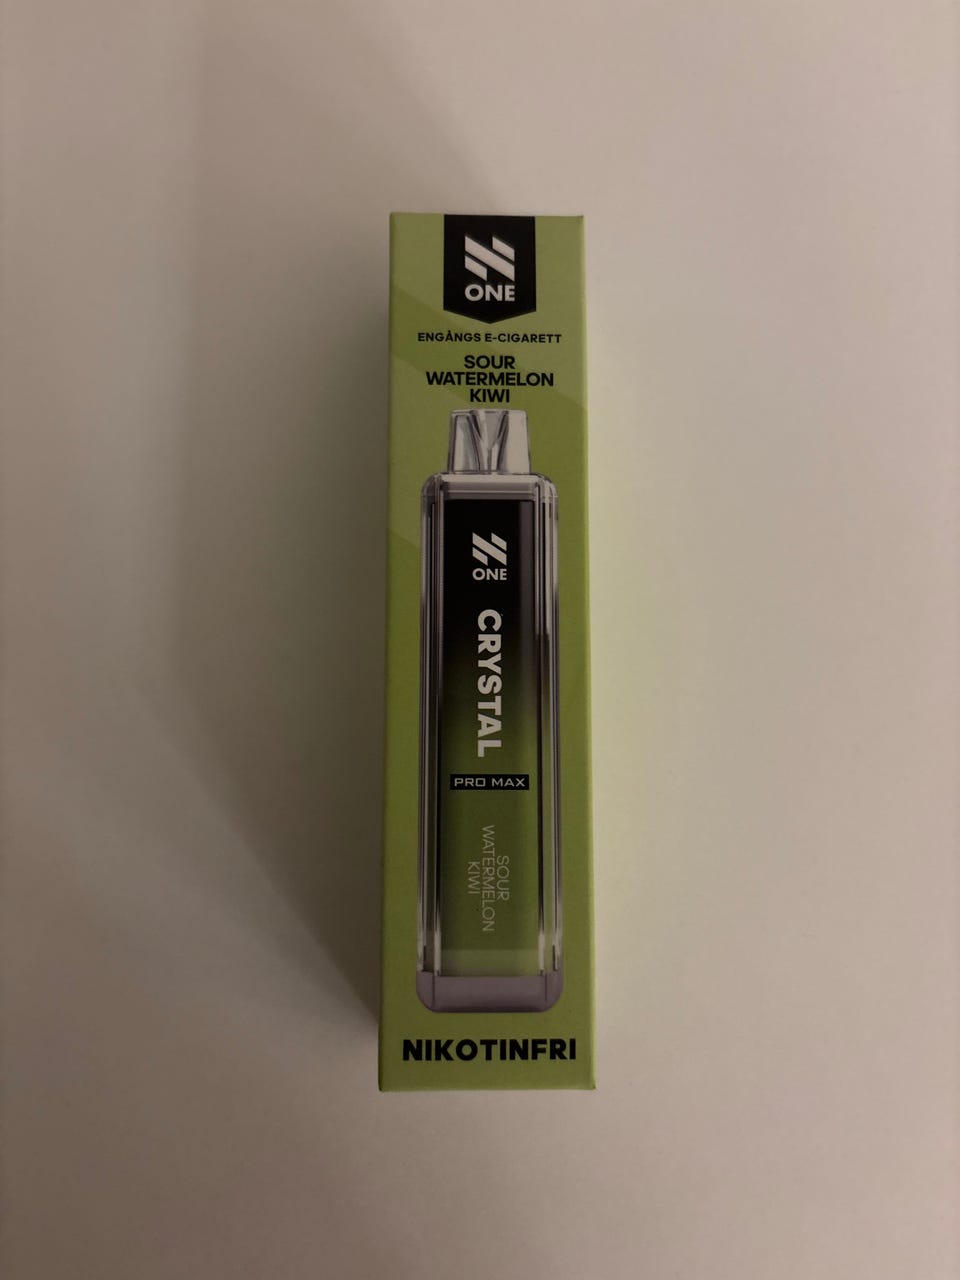 ONE
ENGÅNGS E-CIGARETT
SOUR
WATERMELON
KIWI
ONE
CRYSTAL
PRO MAX
SOUR
WATERMELON
KIWI
NIKOTINFRI